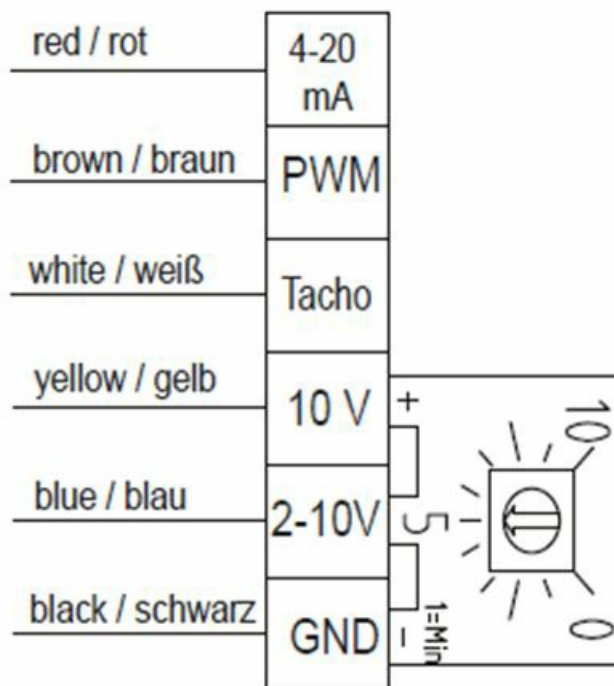 red / rot
4-20
mA
brown / braun
PWM
white / weiß
Tacho
yellow / gelb
10 V
+
10
blue / blau
2-10V
5
black / schwarz
GND
-
1=Min
0